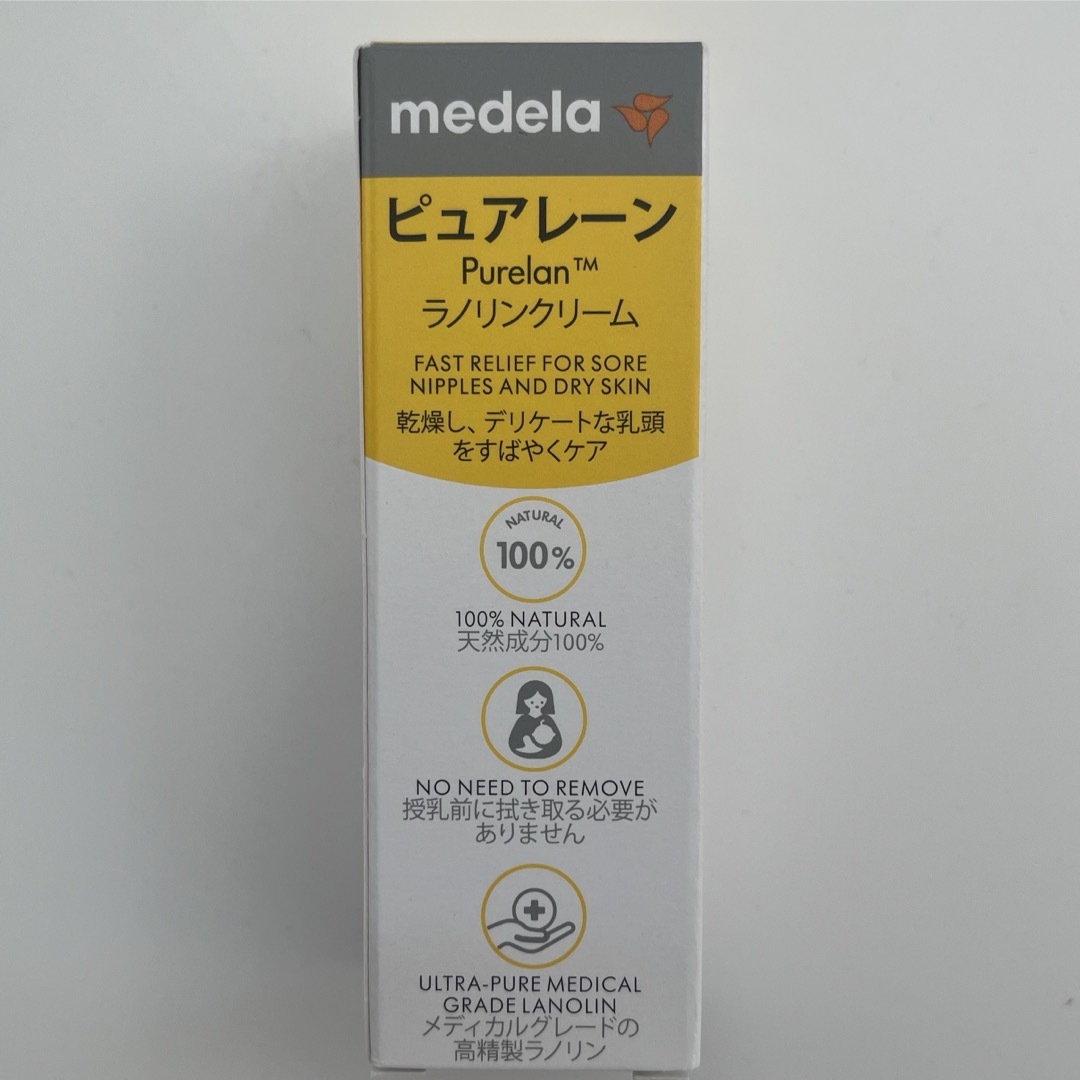 medela
ピュアレーン
Purelan™
ラノリンクリーム
FAST RELIEF FOR SORE
NIPPLES AND DRY SKIN
乾燥し、デリケートな乳頭
をすばやくケア
NATURAL
100%
100% NATURAL
天然成分100%
NO NEED TO REMOVE
授乳前に拭き取る必要が
ありません
ULTRA-PURE MEDICAL
GRADE LANOLIN
メディカルグレードの
高精製ラノリン